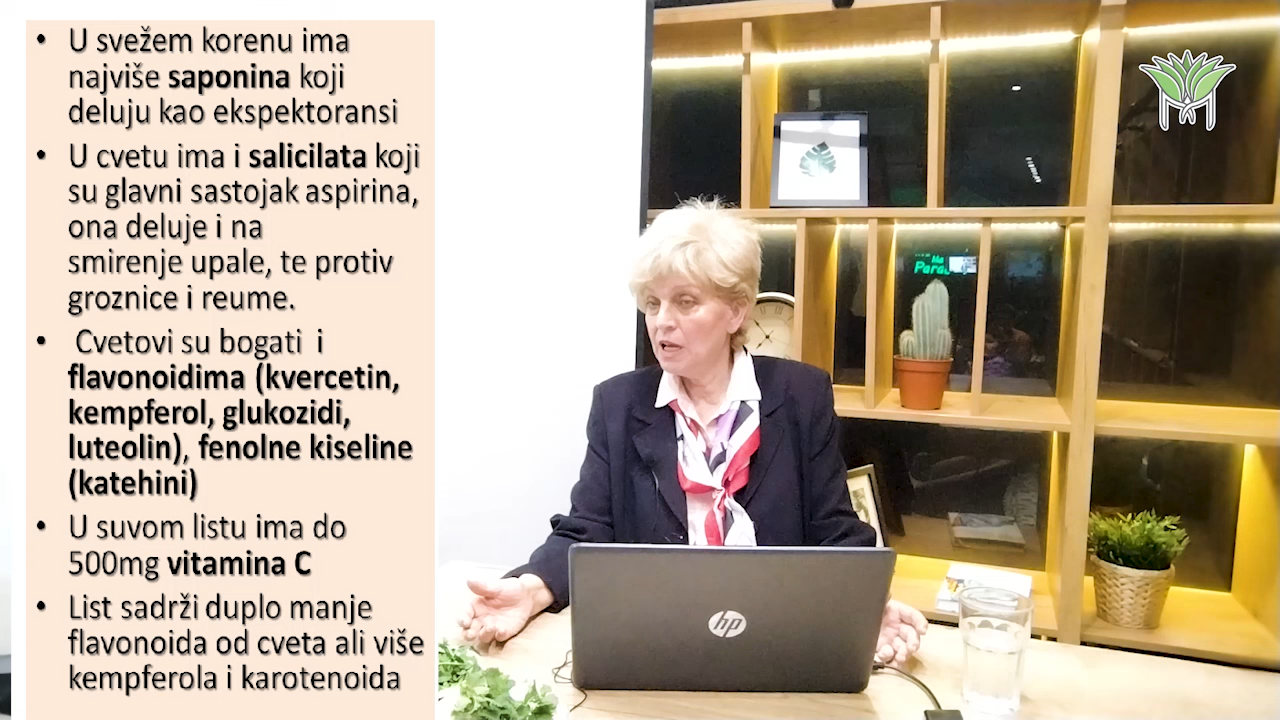 • U svežem korenu ima
najviše saponina koji
deluju kao ekspektoransi
• U cvetu ima i salicilata koji
su glavni sastojak aspirina,
ona deluje i na
smirenje upale, te protiv
groznice i reume.
• Cvetovi su bogati i
flavonoidima (kvercetin,
kempferol, glukozidi,
luteolin), fenolne kiseline
(katehini)
• U suvom listu ima do
500mg vitamina C
• List sadrži duplo manje
flavonoida od cveta ali više
kempferola i karotenoida
hp